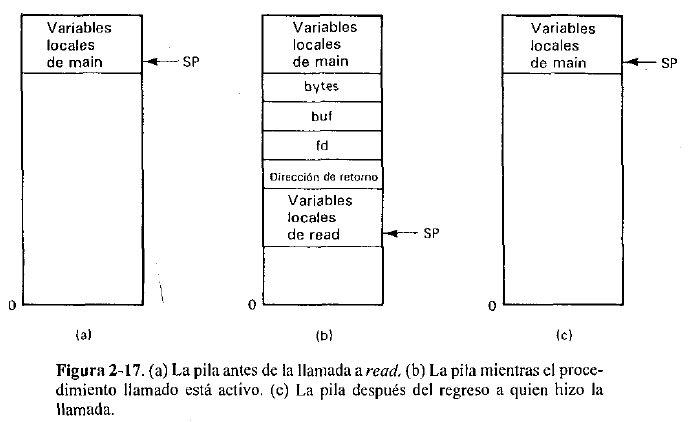 Variables
locales
de main
SP
0
(a)
Variables
locales
de main
bytes
buf
fd
Dirección de retorno
Variables
locales
de read
SP
0
(b)
Variables
locales
de main
SP
0
(c)
Figura 2-17. (a) La pila antes de la llamada a read. (b) La pila mientras el proce-
dimiento llamado está activo. (c) La pila después del regreso a quien hizo la
llamada.